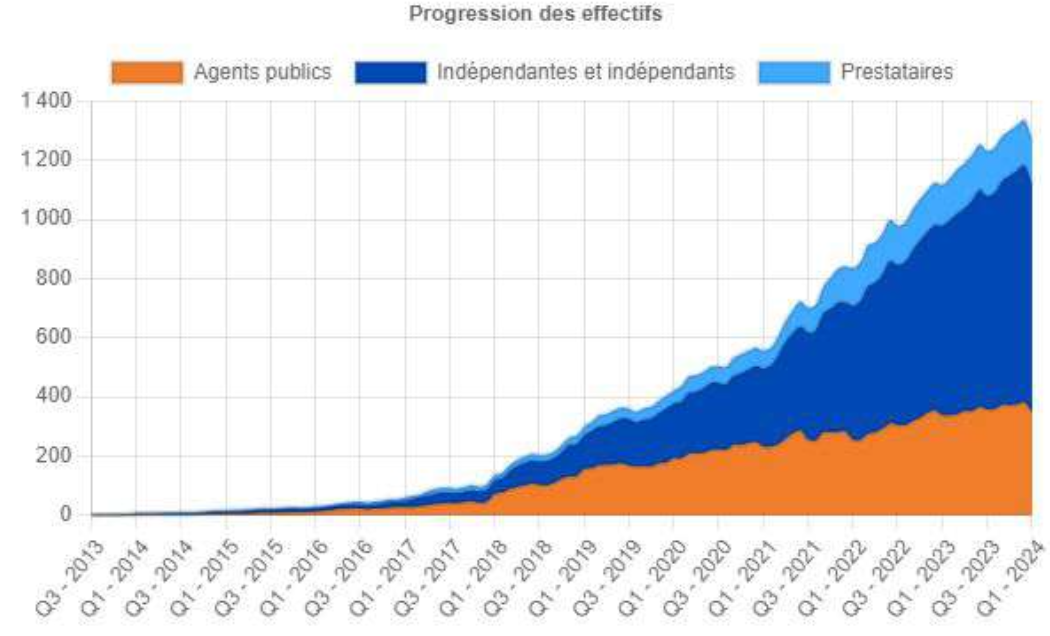 Progression des effectifs
Agents publics Indépendantes et indépendants Prestataires
1 400
1 200
1 000
800
600
400
200
0
Q3 - 2013 Q1 - 2014 Q3 - 2014 Q1 - 2015 Q3 - 2015 Q1 - 2016 Q3 - 2016 Q1 - 2017 Q3 - 2017 Q1 - 2018 Q3 - 2018 Q1 - 2019 Q3 - 2019 Q1 - 2020 Q3 - 2020 Q1 - 2021 Q3 - 2021 Q1 - 2022 Q3 - 2022 Q1 - 2023 Q3 - 2023 Q1 - 2024